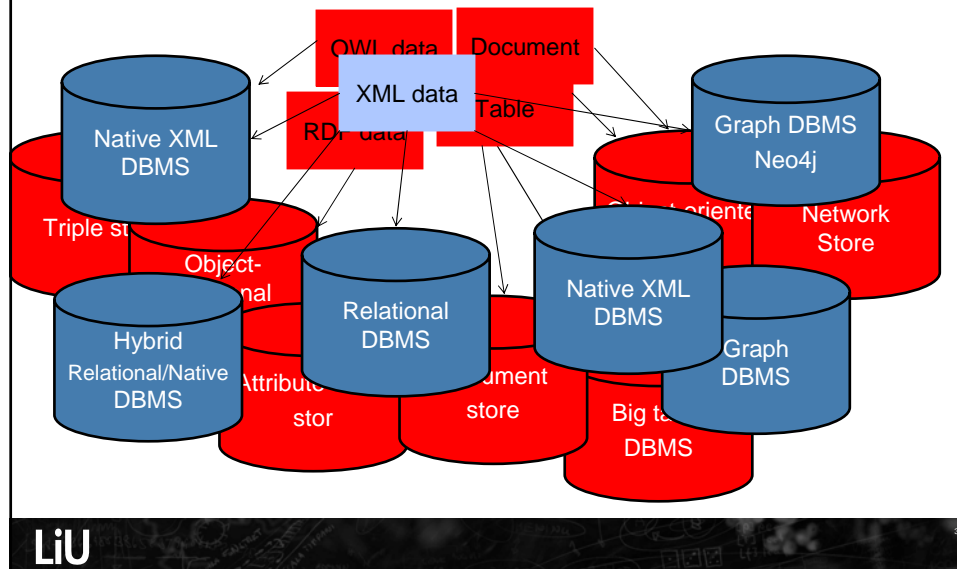 OWL data
Document
XML data
Table
RDF data
Native XML
DBMS
Graph DBMS
Neo4j
Triple st
Object oriente
Network
Store
Object-
nal
Native XML
DBMS
Relational
DBMS
Hybrid
Relational/Native
DBMS
Graph
DBMS
Attribute
stor
ument
store
Big ta
DBMS
LiU